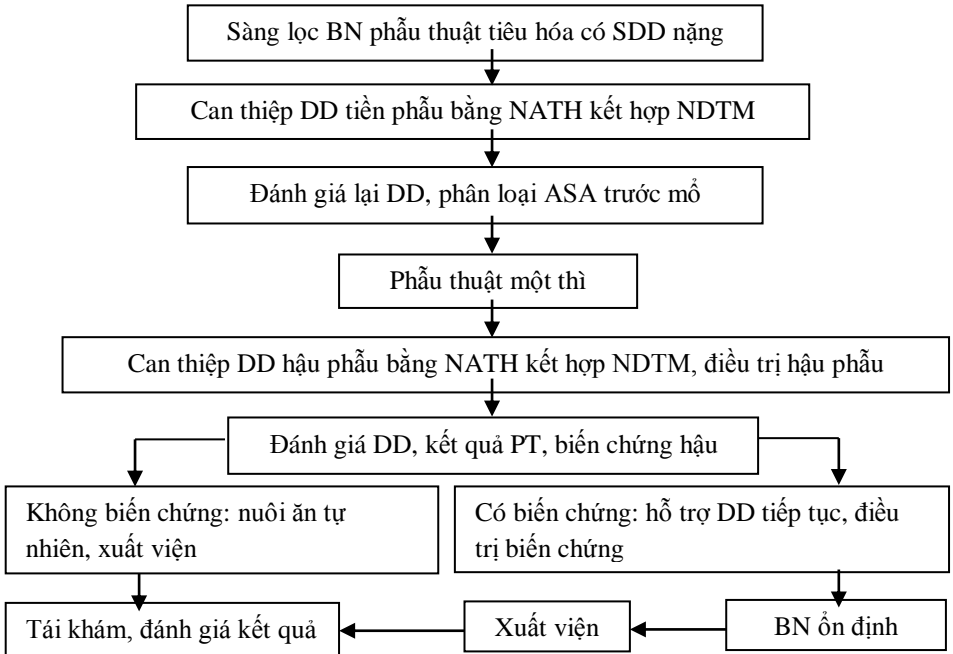 Sàng lọc BN phẫu thuật tiêu hóa có SDD nặng
Can thiệp DD tiền phẫu bằng NATH kết hợp NDTM
Đánh giá lại DD, phân loại ASA trước mổ
Phẫu thuật một thì
Can thiệp DD hậu phẫu bằng NATH kết hợp NDTM, điều trị hậu phẫu
Đánh giá DD, kết quả PT, biến chứng hậu
Không biến chứng: nuôi ăn tự
nhiên, xuất viện
Có biến chứng: hỗ trợ DD tiếp tục, điều
trị biến chứng
Tái khám, đánh giá kết quả
Xuất viện
BN ổn định